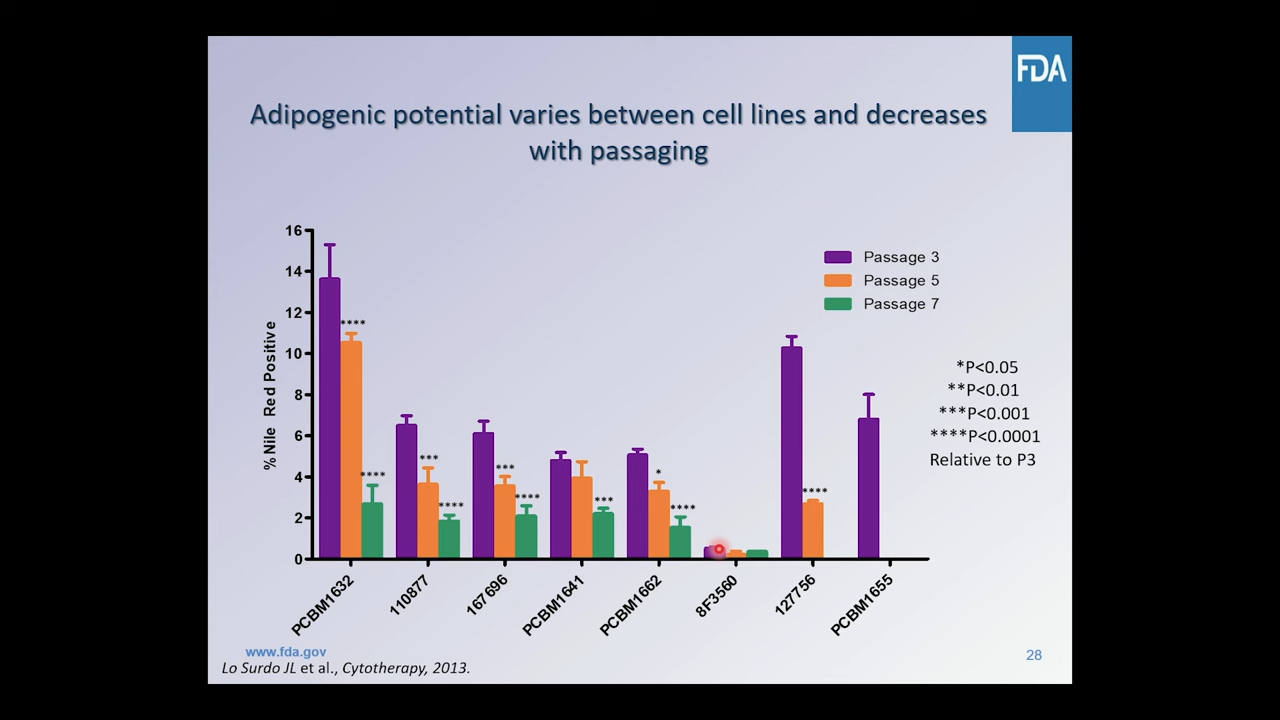 FDA
Adipogenic potential varies between cell lines and decreases
with passaging
16
14
12
10
8
6
4
2
0
%Nile Red Positive
Passage 3
Passage 5
Passage 7
****
****
***
****
***
****
***
*
****
****
*P<0.05
**P<0.01
***P<0.001
****P<0.0001
Relative to P3
PCBM1632
110877
167696
PCBM1641
PCBM1662
8F3560
127756
PCBM1655
www.fda.gov
28
Lo Surdo JL et al., Cytotherapy, 2013.